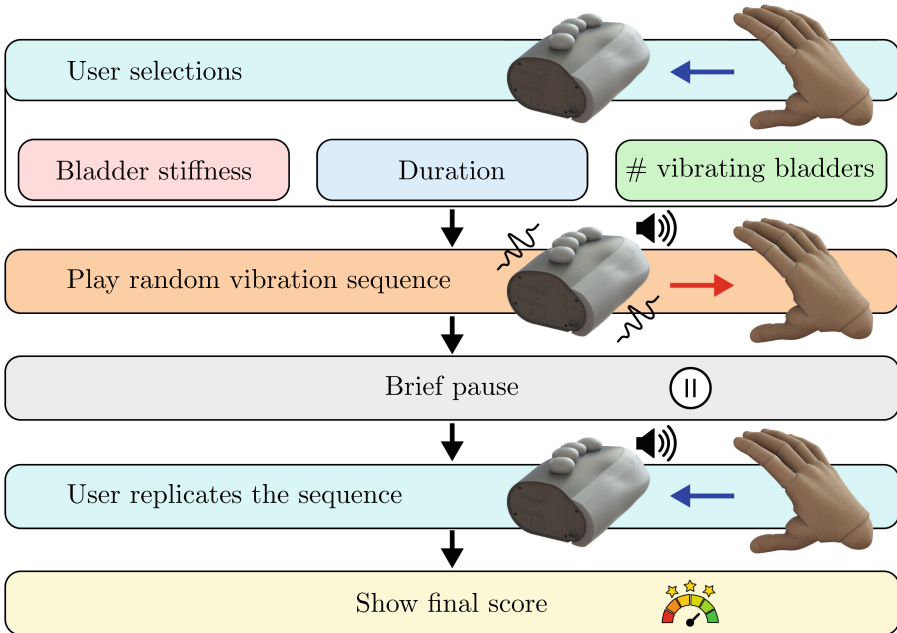 User selections
Bladder stiffness
Duration
# vibrating bladders
Play random vibration sequence
Brief pause
User replicates the sequence
Show final score